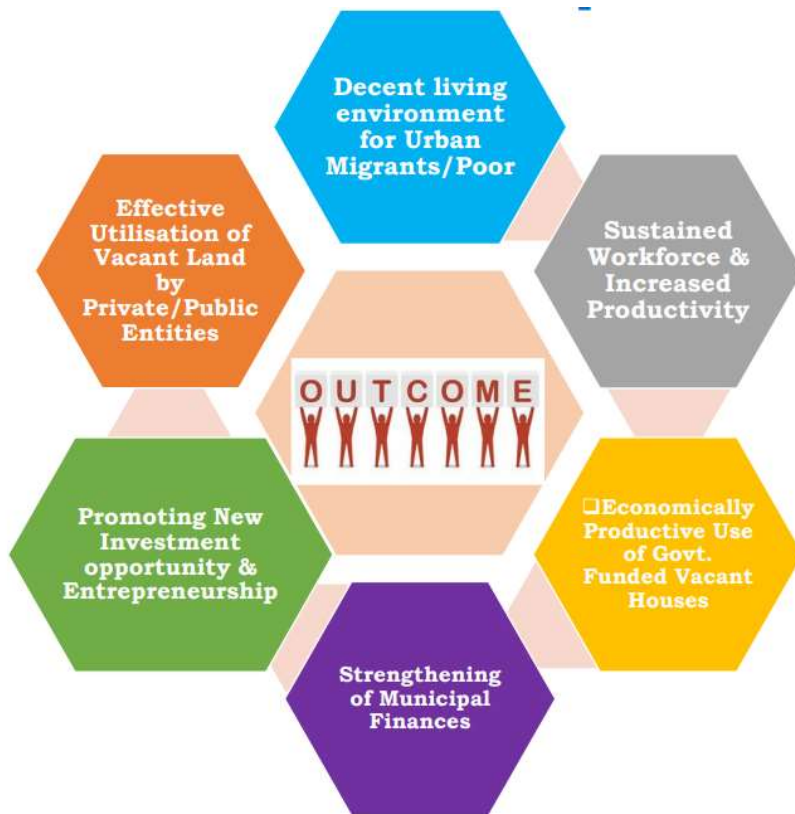 Decent living
environment
for Urban
Migrants/Poor
Effective
Utilisation of
Vacant Land
by
Private/Public
Entities
Sustained
Workforce &
Increased
Productivity
OUTCOME
Promoting New
Investment
opportunity &
Entrepreneurship
❑Economically
Productive Use
of Govt.
Funded Vacant
Houses
Strengthening
of Municipal
Finances